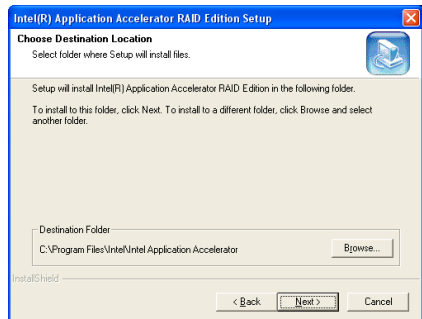 Intel(R) Application Accelerator RAID Edition Setup
Choose Destination Location
Select folder where Setup will install files.
Setup will install Intel(R) Application Accelerator RAID Edition in the following folder.
To install to this folder, click Next. To install to a different folder, click Browse and select
another folder.
Destination Folder
C:\Program Files\Intel\Intel Application Accelerator
Browse...
InstallShield
< Back
Next >
Cancel